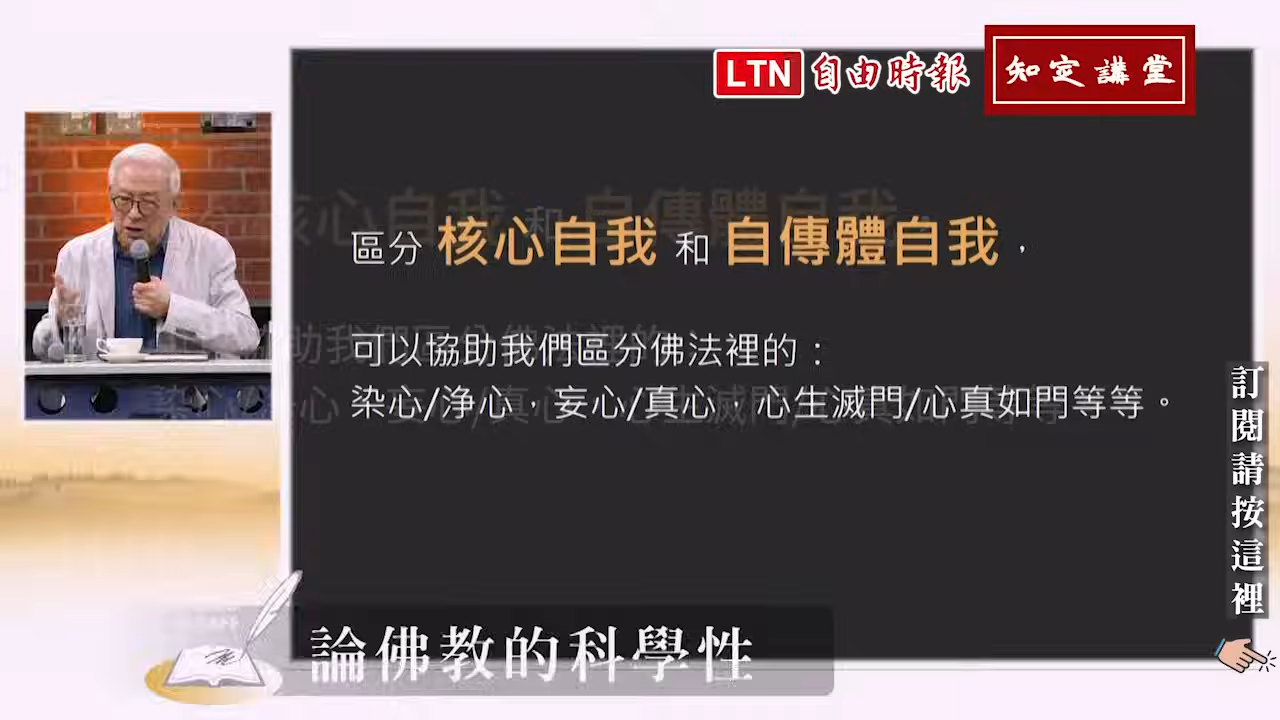 LTN 自由時報
知定講堂
區分 核心自我 和 自傳體自我，
可以協助我們區分佛法裡的：
染心/淨心，妄心/真心，心生滅門/心真如門等等。
訂閱請按這裡
論佛教的科學性